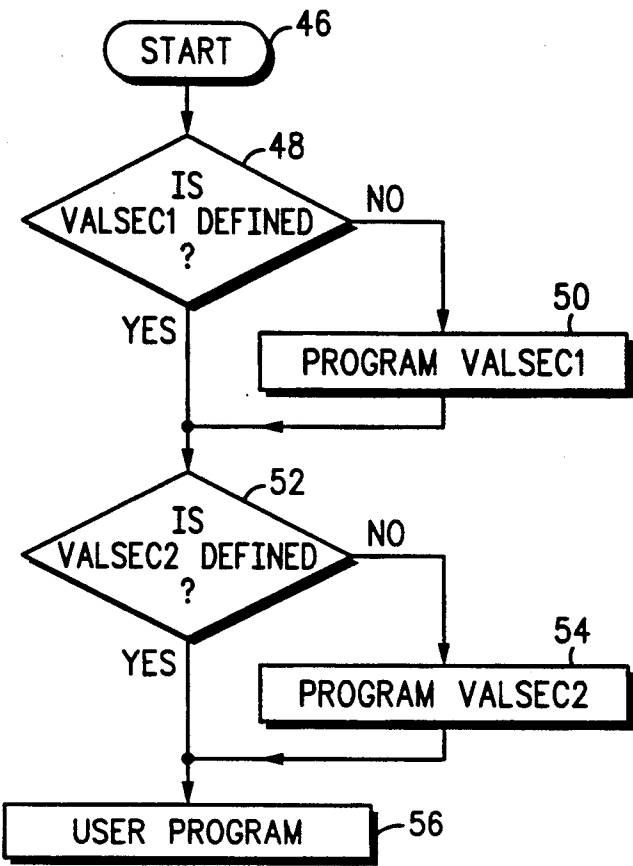 START
46
48
IS
VALSEC1 DEFINED
?
NO
YES
50
PROGRAM VALSEC1
52
IS
VALSEC2 DEFINED
?
NO
YES
54
PROGRAM VALSEC2
USER PROGRAM
56